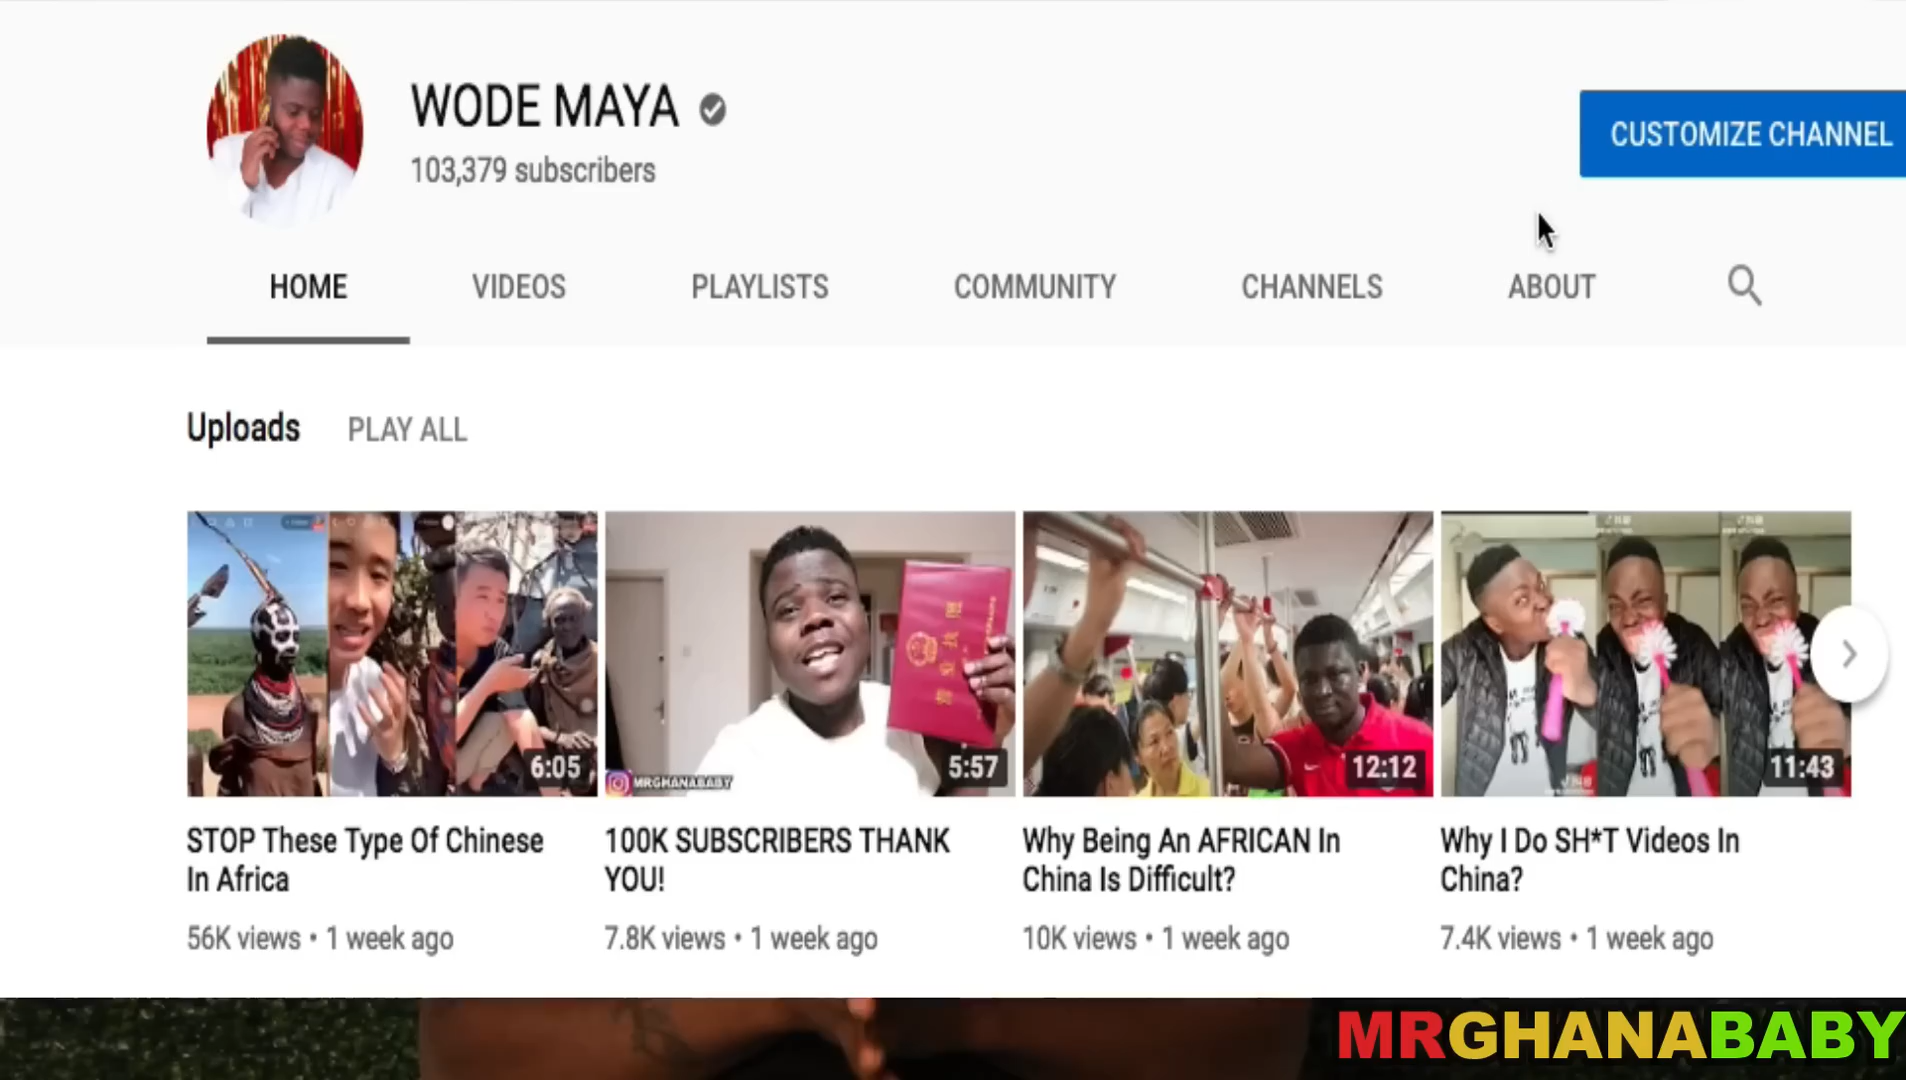 WODE MAYA
103,379 subscribers
CUSTOMIZE CHANNEL
HOME
VIDEOS
PLAYLISTS
COMMUNITY
CHANNELS
ABOUT
Uploads
PLAY ALL
6:05
MRGHANABABY
5:57
12:12
11:43
STOP These Type Of Chinese
In Africa
56K views • 1 week ago
100K SUBSCRIBERS THANK
YOU!
7.8K views • 1 week ago
Why Being An AFRICAN In
China Is Difficult?
10K views • 1 week ago
Why I Do SH*T Videos In
China?
7.4K views • 1 week ago
MRGHANABABY